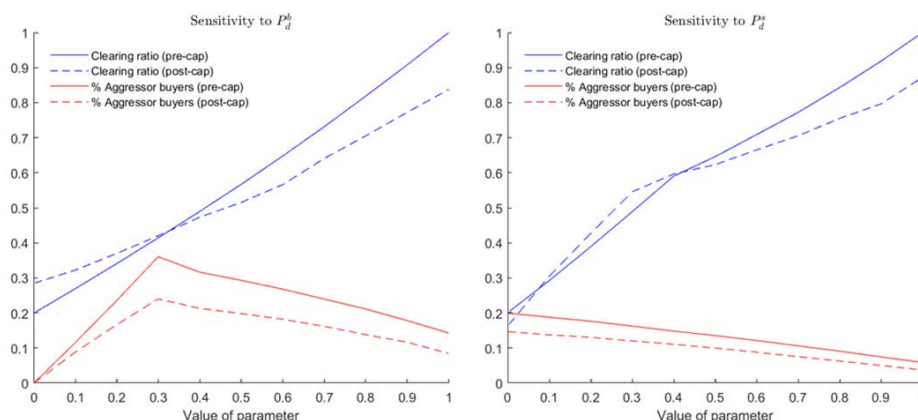 Sensitivity to P_d^b
Clearing ratio (pre-cap)
Clearing ratio (post-cap)
% Aggressor buyers (pre-cap)
% Aggressor buyers (post-cap)
1
0.9
0.8
0.7
0.6
0.5
0.4
0.3
0.2
0.1
0
0 0.1 0.2 0.3 0.4 0.5 0.6 0.7 0.8 0.9 1
Value of parameter
Sensitivity to P_d^s
Clearing ratio (pre-cap)
Clearing ratio (post-cap)
% Aggressor buyers (pre-cap)
% Aggressor buyers (post-cap)
1
0.9
0.8
0.7
0.6
0.5
0.4
0.3
0.2
0.1
0
0 0.1 0.2 0.3 0.4 0.5 0.6 0.7 0.8 0.9 1
Value of parameter